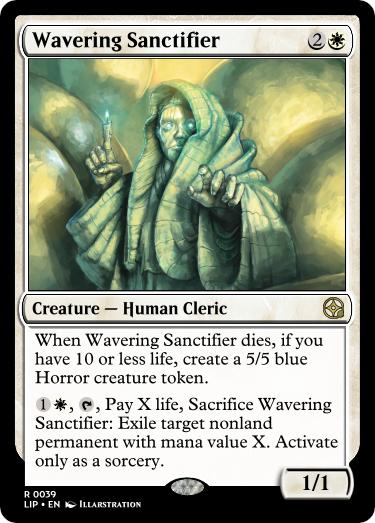 Wavering Sanctifier 2
Creature — Human Cleric
When Wavering Sanctifier dies, if you
have 10 or less life, create a 5/5 blue
Horror creature token.
1 , , Pay X life, Sacrifice Wavering
Sanctifier: Exile target nonland
permanent with mana value X. Activate
only as a sorcery.
1/1
R 0039
LIP • EN Illarstration